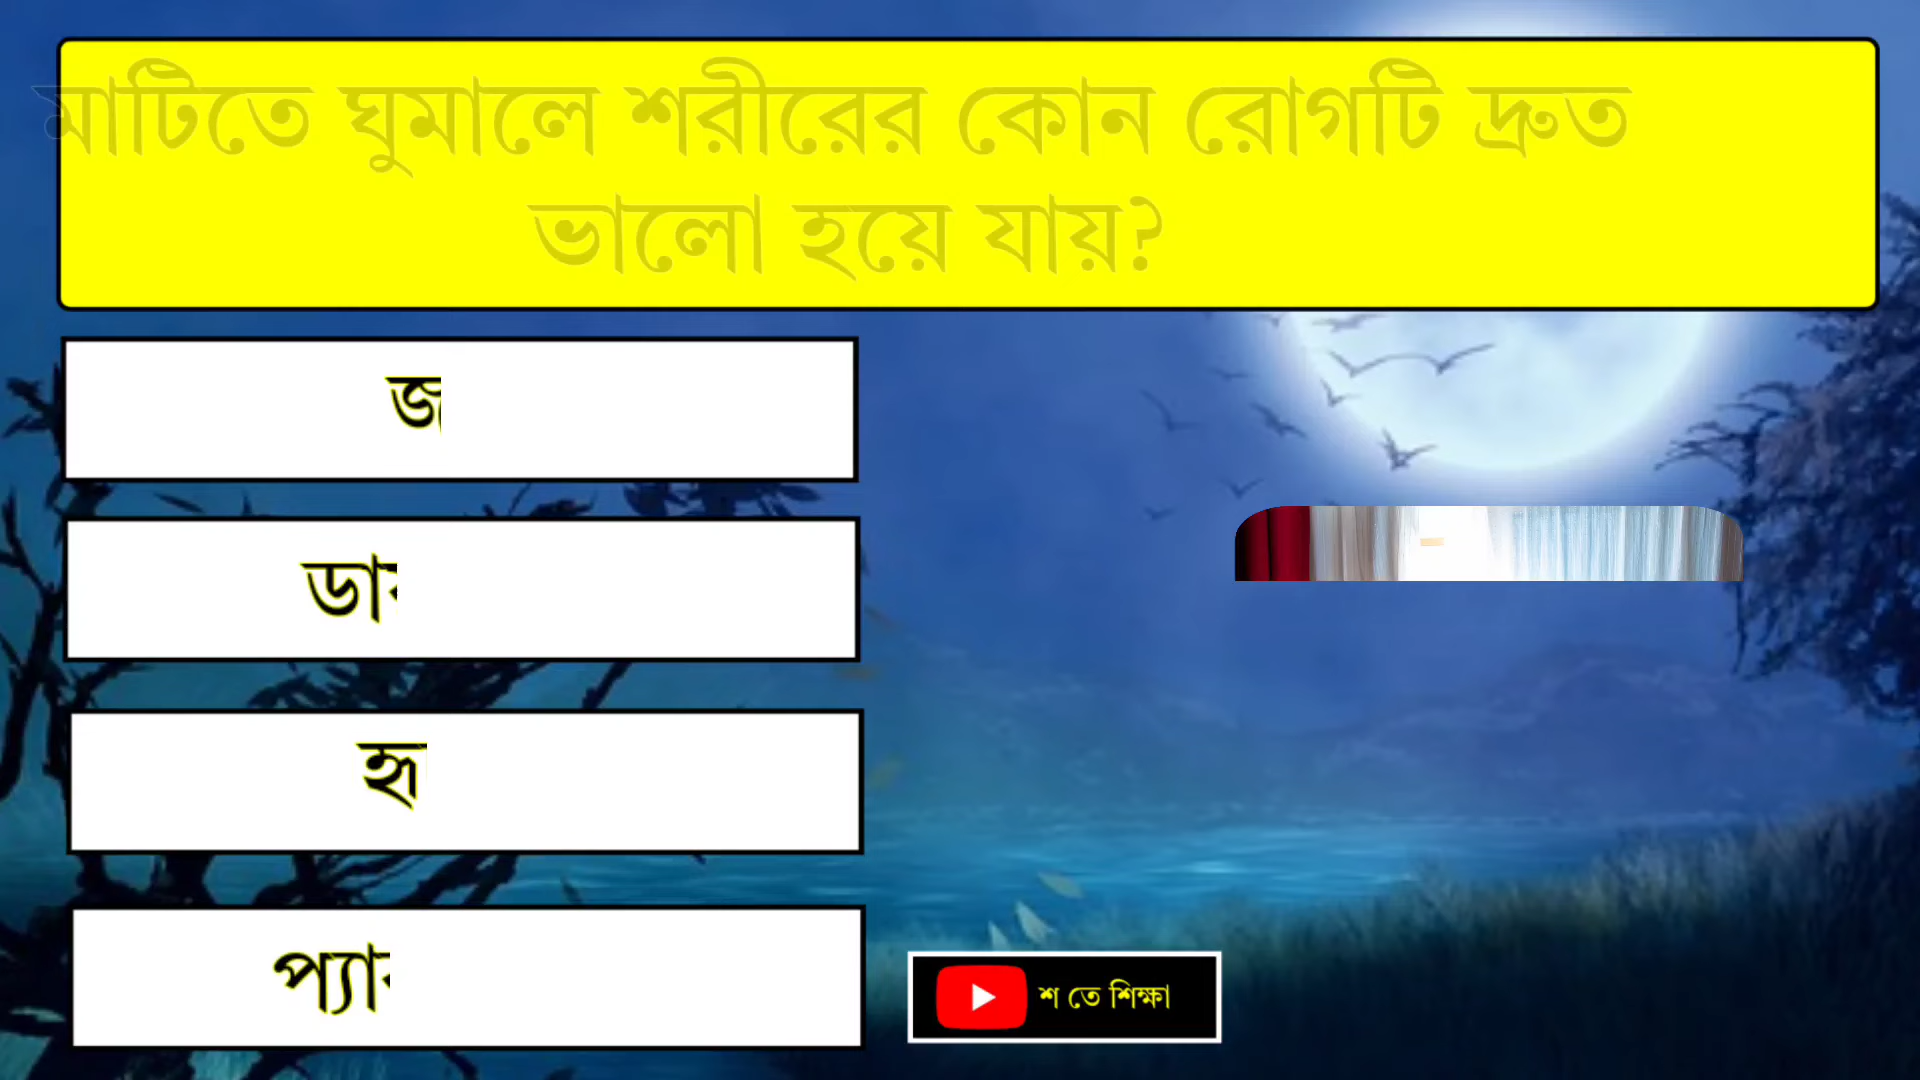 মাটিতে ঘুমালে শরীরের কোন রোগটি দ্রুত
ভালো হয়ে যায়?
জ
ডা
হৃ
প্যা
শ তে শিক্ষা